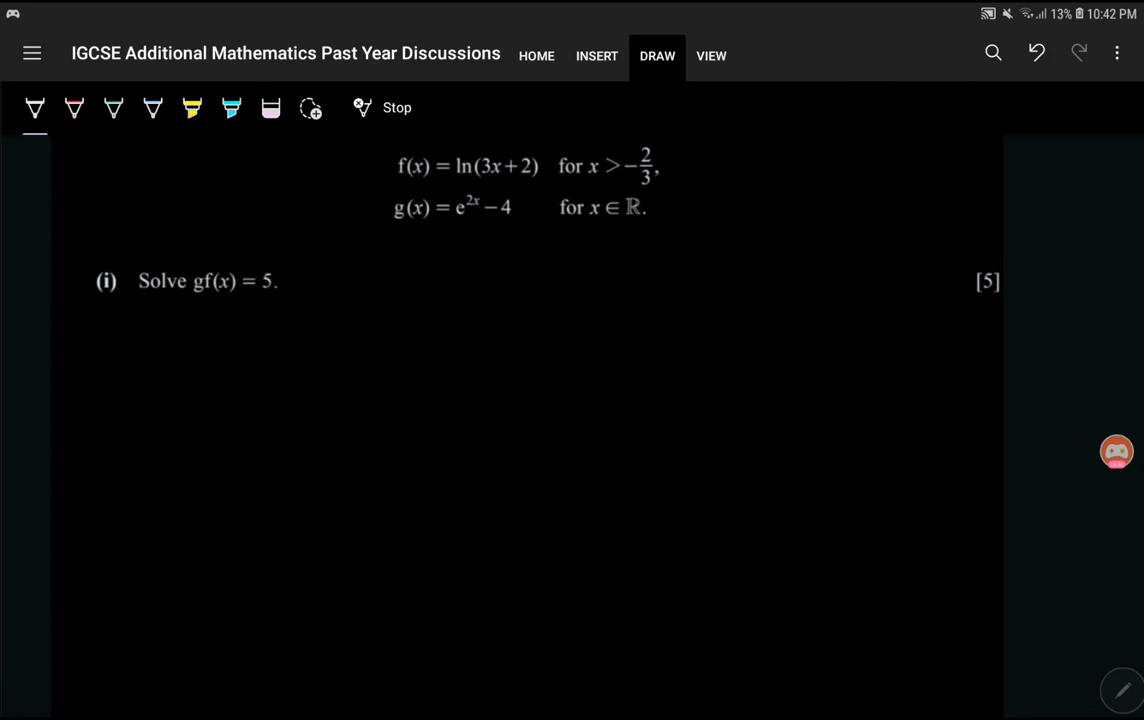 13% 10:42 PM
IGCSE Additional Mathematics Past Year Discussions HOME INSERT DRAW VIEW
Stop
f(x) = ln(3x+2) for x > -2/3,
g(x) = e^{2x} - 4 for x ∈ ℝ.
(i) Solve gf(x) = 5. [5]